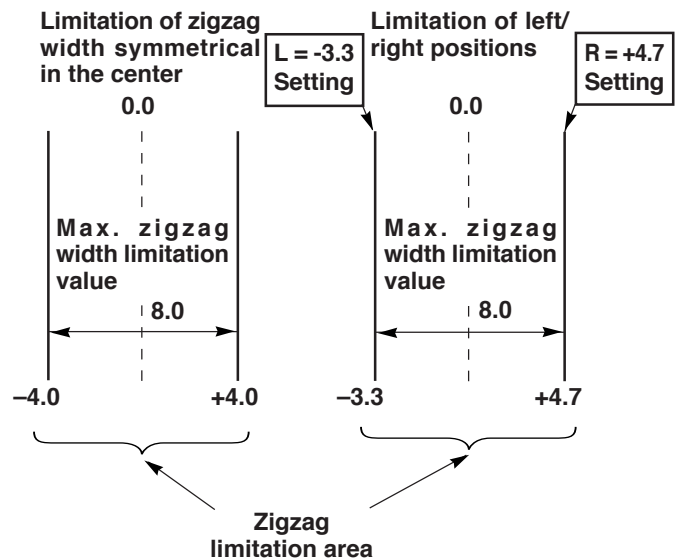 Limitation of zigzag
width symmetrical
in the center
0.0
Max. zigzag
width limitation
value
8.0
–4.0
+4.0
Limitation of left/
right positions
L = -3.3
Setting
R = +4.7
Setting
0.0
Max. zigzag
width limitation
value
8.0
–3.3
+4.7
Zigzag
limitation area